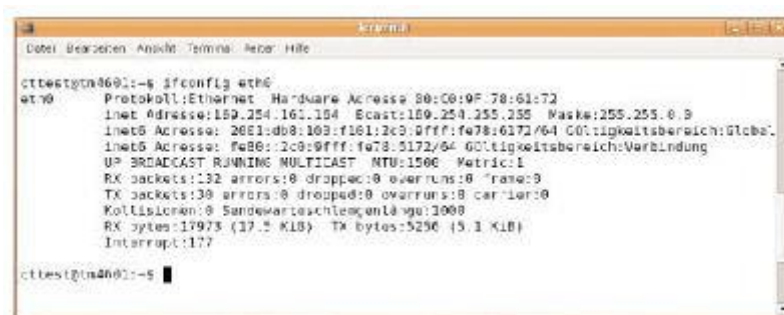 Terminal
Datei Bearbeiten Ansicht Terminal Reiter Hilfe
cttest@tm4601:~$ ifconfig eth0
eth0 Protokoll:Ethernet Hardware Adresse 00:C0:9F:78:61:72
inet Adresse:169.254.161.164 Bcast:169.254.255.255 Maske:255.255.0.0
inet6 Adresse: 2001:db8:103:f101:2c0:9fff:fe78:6172/64 Gültigkeitsbereich:Global
inet6 Adresse: fe80::2c0:9fff:fe78:6172/64 Gültigkeitsbereich:Verbindung
UP BROADCAST RUNNING MULTICAST MTU:1500 Metric:1
RX packets:132 errors:0 dropped:0 overruns:0 frame:0
TX packets:30 errors:0 dropped:0 overruns:0 carrier:0
Kollisionen:0 Sendewarteschlangenlänge:1000
RX bytes:17973 (17.5 KiB) TX bytes:5256 (5.1 KiB)
Interrupt:177
cttest@tm4601:~$